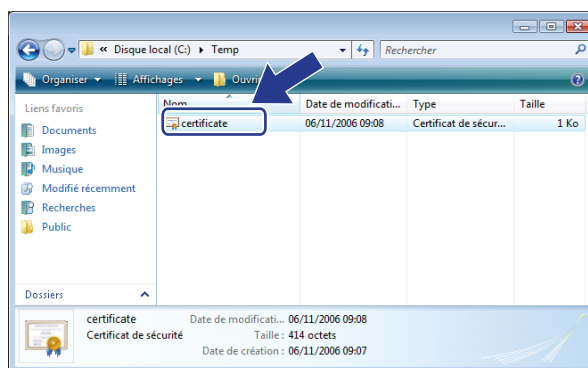 « Disque local (C:) ▸ Temp
Rechercher
Organiser Affichages Ouvrir
Liens favoris
Nom Date de modificati... Type Taille
certificate 06/11/2006 09:08 Certificat de sécur... 1 Ko
Documents
Images
Musique
Modifié récemment
Recherches
Public
Dossiers
certificate Date de modificati... 06/11/2006 09:08
Certificat de sécurité Taille : 414 octets
Date de création : 06/11/2006 09:07